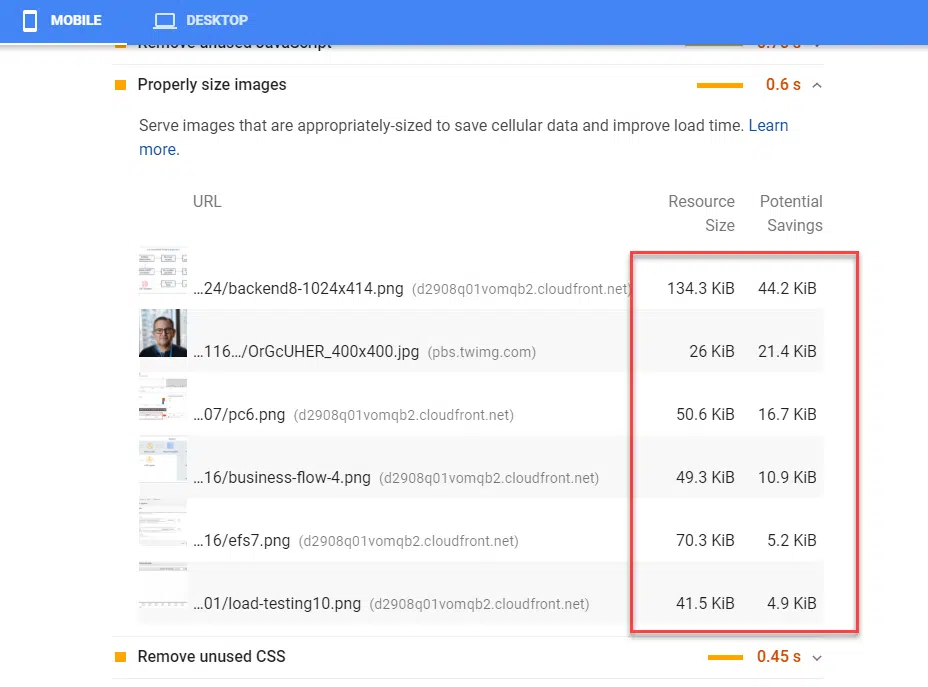 MOBILE DESKTOP
Remove unused JavaScript
Properly size images 0.6 s
Serve images that are appropriately-sized to save cellular data and improve load time. Learn
more.
URL Resource Potential
Size Savings
…24/backend8-1024x414.png (d2908q01vomqb2.cloudfront.net) 134.3 KiB 44.2 KiB
…116…/OrGcUHER_400x400.jpg (pbs.twimg.com) 26 KiB 21.4 KiB
…07/pc6.png (d2908q01vomqb2.cloudfront.net) 50.6 KiB 16.7 KiB
…16/business-flow-4.png (d2908q01vomqb2.cloudfront.net) 49.3 KiB 10.9 KiB
…16/efs7.png (d2908q01vomqb2.cloudfront.net) 70.3 KiB 5.2 KiB
…01/load-testing10.png (d2908q01vomqb2.cloudfront.net) 41.5 KiB 4.9 KiB
Remove unused CSS 0.45 s